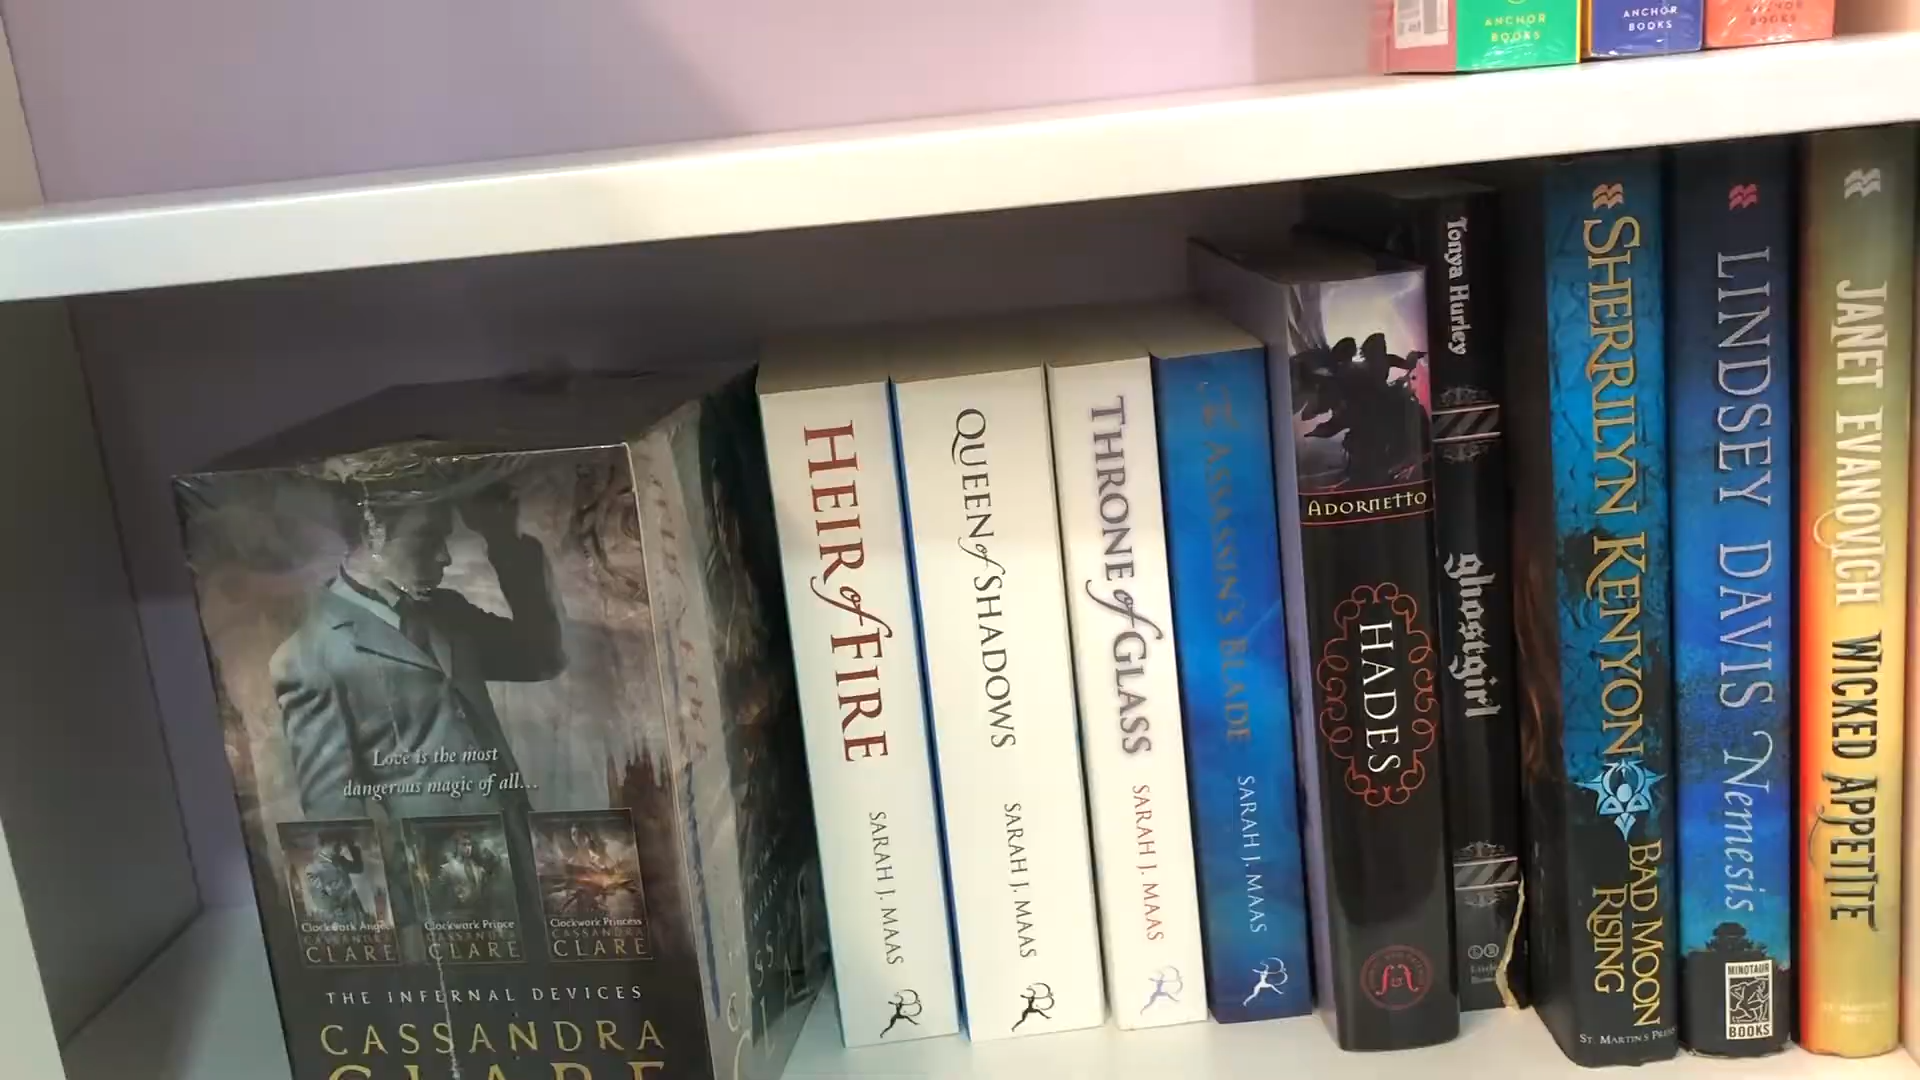 ANCHOR
BOOKS
ANCHOR
BOOKS
ANCHOR
BOOKS
Love is the most
dangerous magic of all...
Clockwork Angel
CASSANDRA
CLARE
Clockwork Prince
CASSANDRA
CLARE
Clockwork Princess
CASSANDRA
CLARE
THE INFERNAL DEVICES
CASSANDRA
CLARE
HEIR of FIRE
SARAH J. MAAS
QUEEN of SHADOWS
SARAH J. MAAS
THRONE of GLASS
SARAH J. MAAS
THE ASSASSIN'S BLADE
SARAH J. MAAS
ADORNETTO
HADES
Tonya Hurley
ghostgirl
SHERRILYN KENYON
BAD MOON
RISING
ST. MARTIN'S PRESS
LINDSEY DAVIS Nemesis
MINOTAUR
BOOKS
JANET EVANOVICH WICKED APPETITE